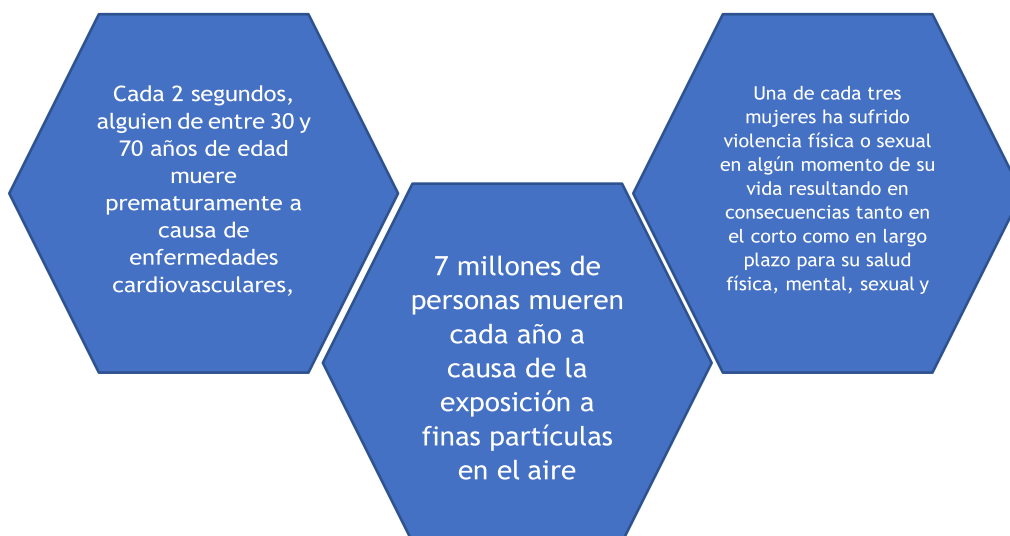 Cada 2 segundos,
alguien de entre 30 y
70 años de edad
muere
prematuramente a
causa de
enfermedades
cardiovasculares,
7 millones de
personas mueren
cada año a
causa de la
exposición a
finas partículas
en el aire
Una de cada tres
mujeres ha sufrido
violencia física o sexual
en algún momento de su
vida resultando en
consecuencias tanto en
el corto como en largo
plazo para su salud
física, mental, sexual y